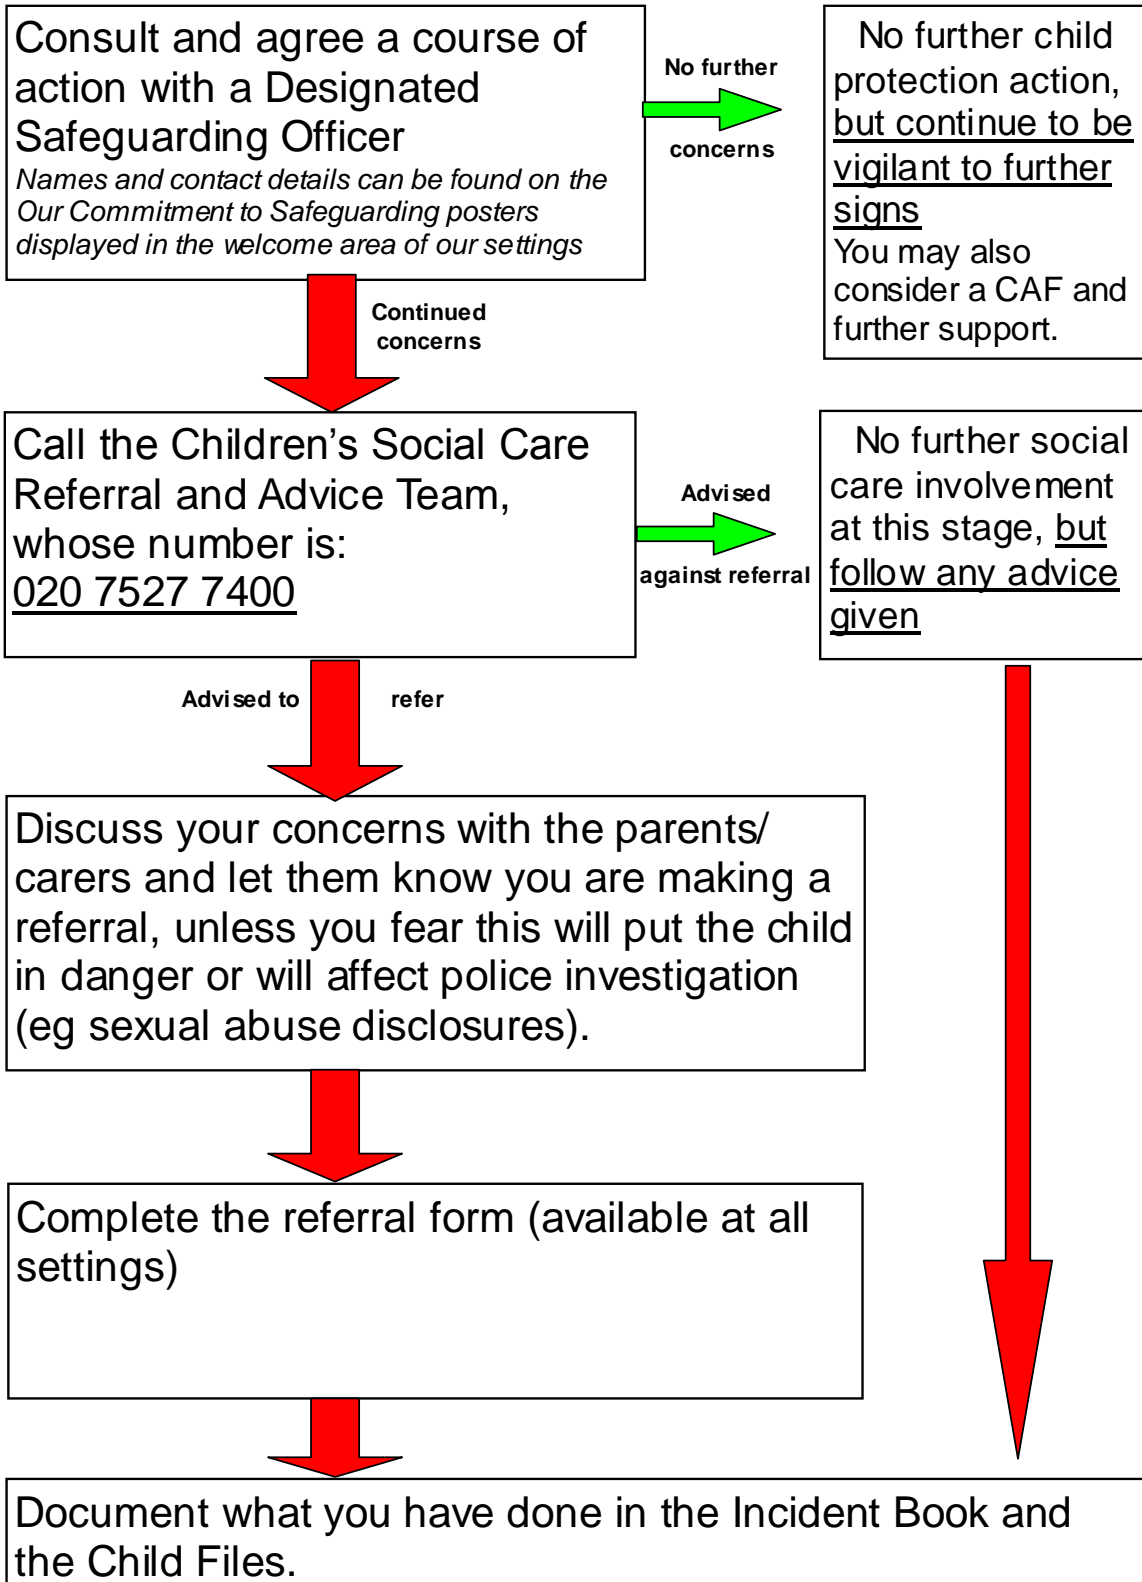 Consult and agree a course of
action with a Designated
Safeguarding Officer
Names and contact details can be found on the
Our Commitment to Safeguarding posters
displayed in the welcome area of our settings
No further
concerns
No further child
protection action,
but continue to be
vigilant to further
signs
You may also
consider a CAF and
further support.
Continued
concerns
Call the Children's Social Care
Referral and Advice Team,
whose number is:
020 7527 7400
Advised
against referral
No further social
care involvement
at this stage, but
follow any advice
given
Advised to refer
Discuss your concerns with the parents/
carers and let them know you are making a
referral, unless you fear this will put the child
in danger or will affect police investigation
(eg sexual abuse disclosures).
Complete the referral form (available at all
settings)
Document what you have done in the Incident Book and
the Child Files.